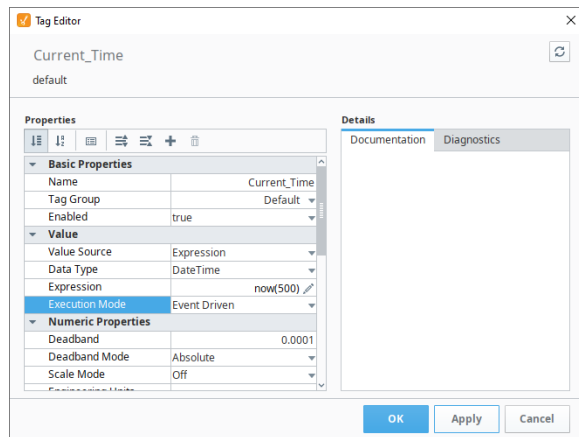 Tag Editor
Current_Time
default
Properties
Details
Documentation Diagnostics
Basic Properties
Name Current_Time
Tag Group Default
Enabled true
Value
Value Source Expression
Data Type DateTime
Expression now(500)
Execution Mode Event Driven
Numeric Properties
Deadband 0.0001
Deadband Mode Absolute
Scale Mode Off
Engineering Units
OK Apply Cancel